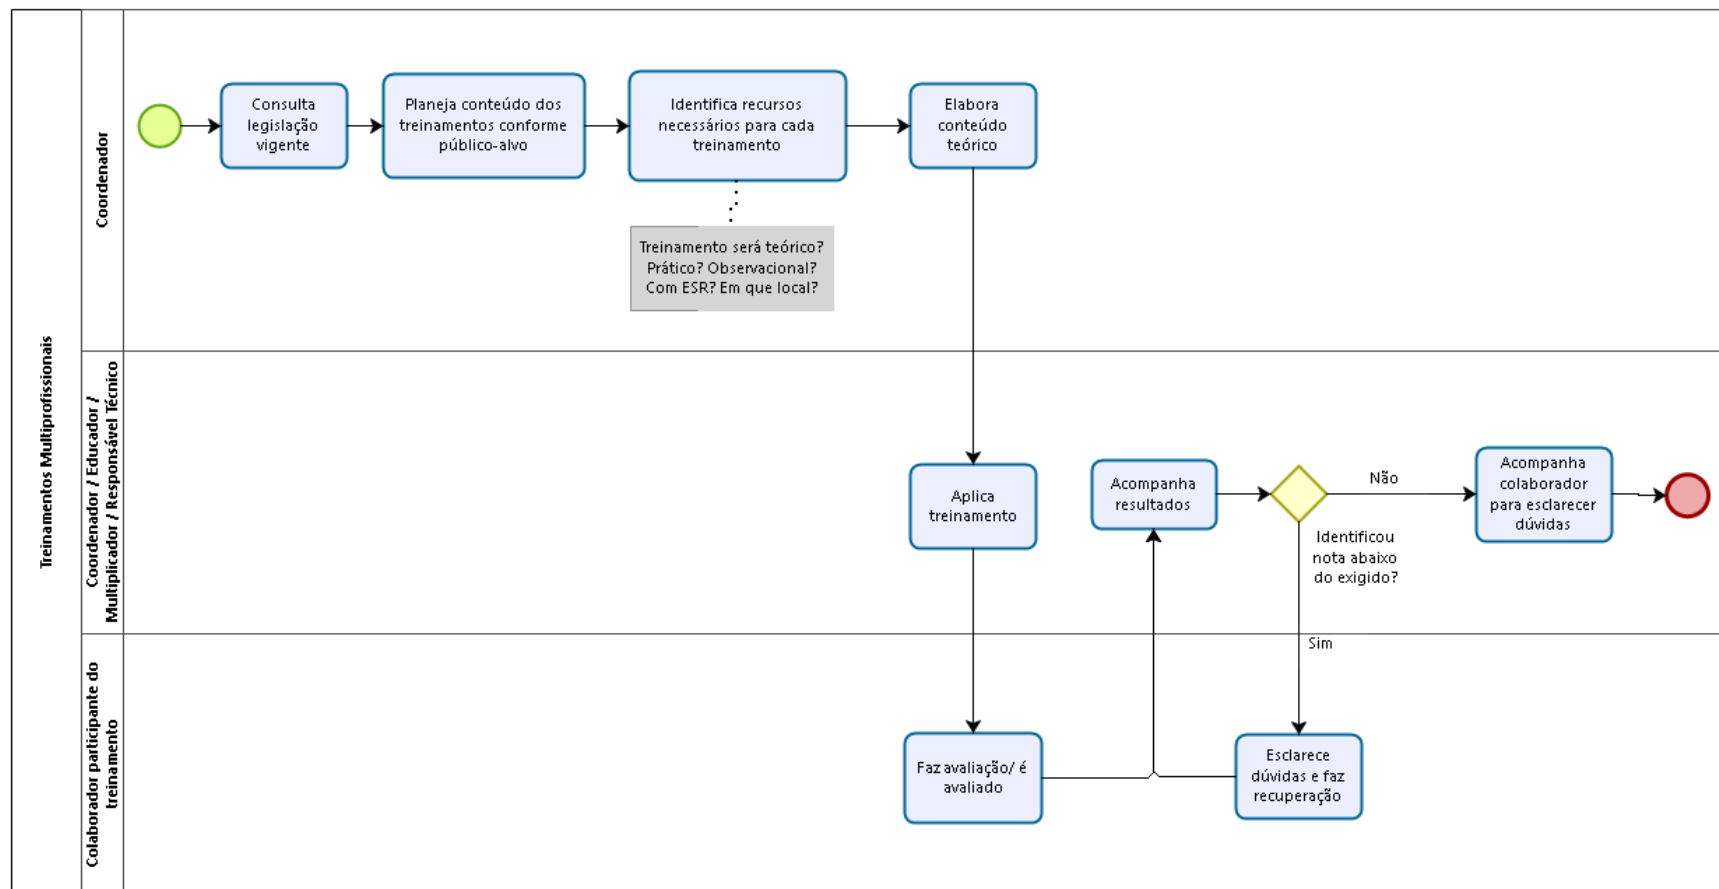 Treinamentos Multiprofissionais
Coordenador
Consulta
legislação
vigente
Planeja conteúdo dos
treinamentos conforme
público-alvo
Identifica recursos
necessários para cada
treinamento
Elabora
conteúdo
teórico
Treinamento será teórico?
Prático? Observacional?
Com ESR? Em que local?
Coordenador / Educador /
Multiplicador / Responsável Técnico
Aplica
treinamento
Acompanha
resultados
Identificou
nota abaixo
do exigido?
Não
Acompanha
colaborador
para esclarecer
dúvidas
Sim
Colaborador participante do
treinamento
Faz avaliação/ é
avaliado
Esclarece
dúvidas e faz
recuperação